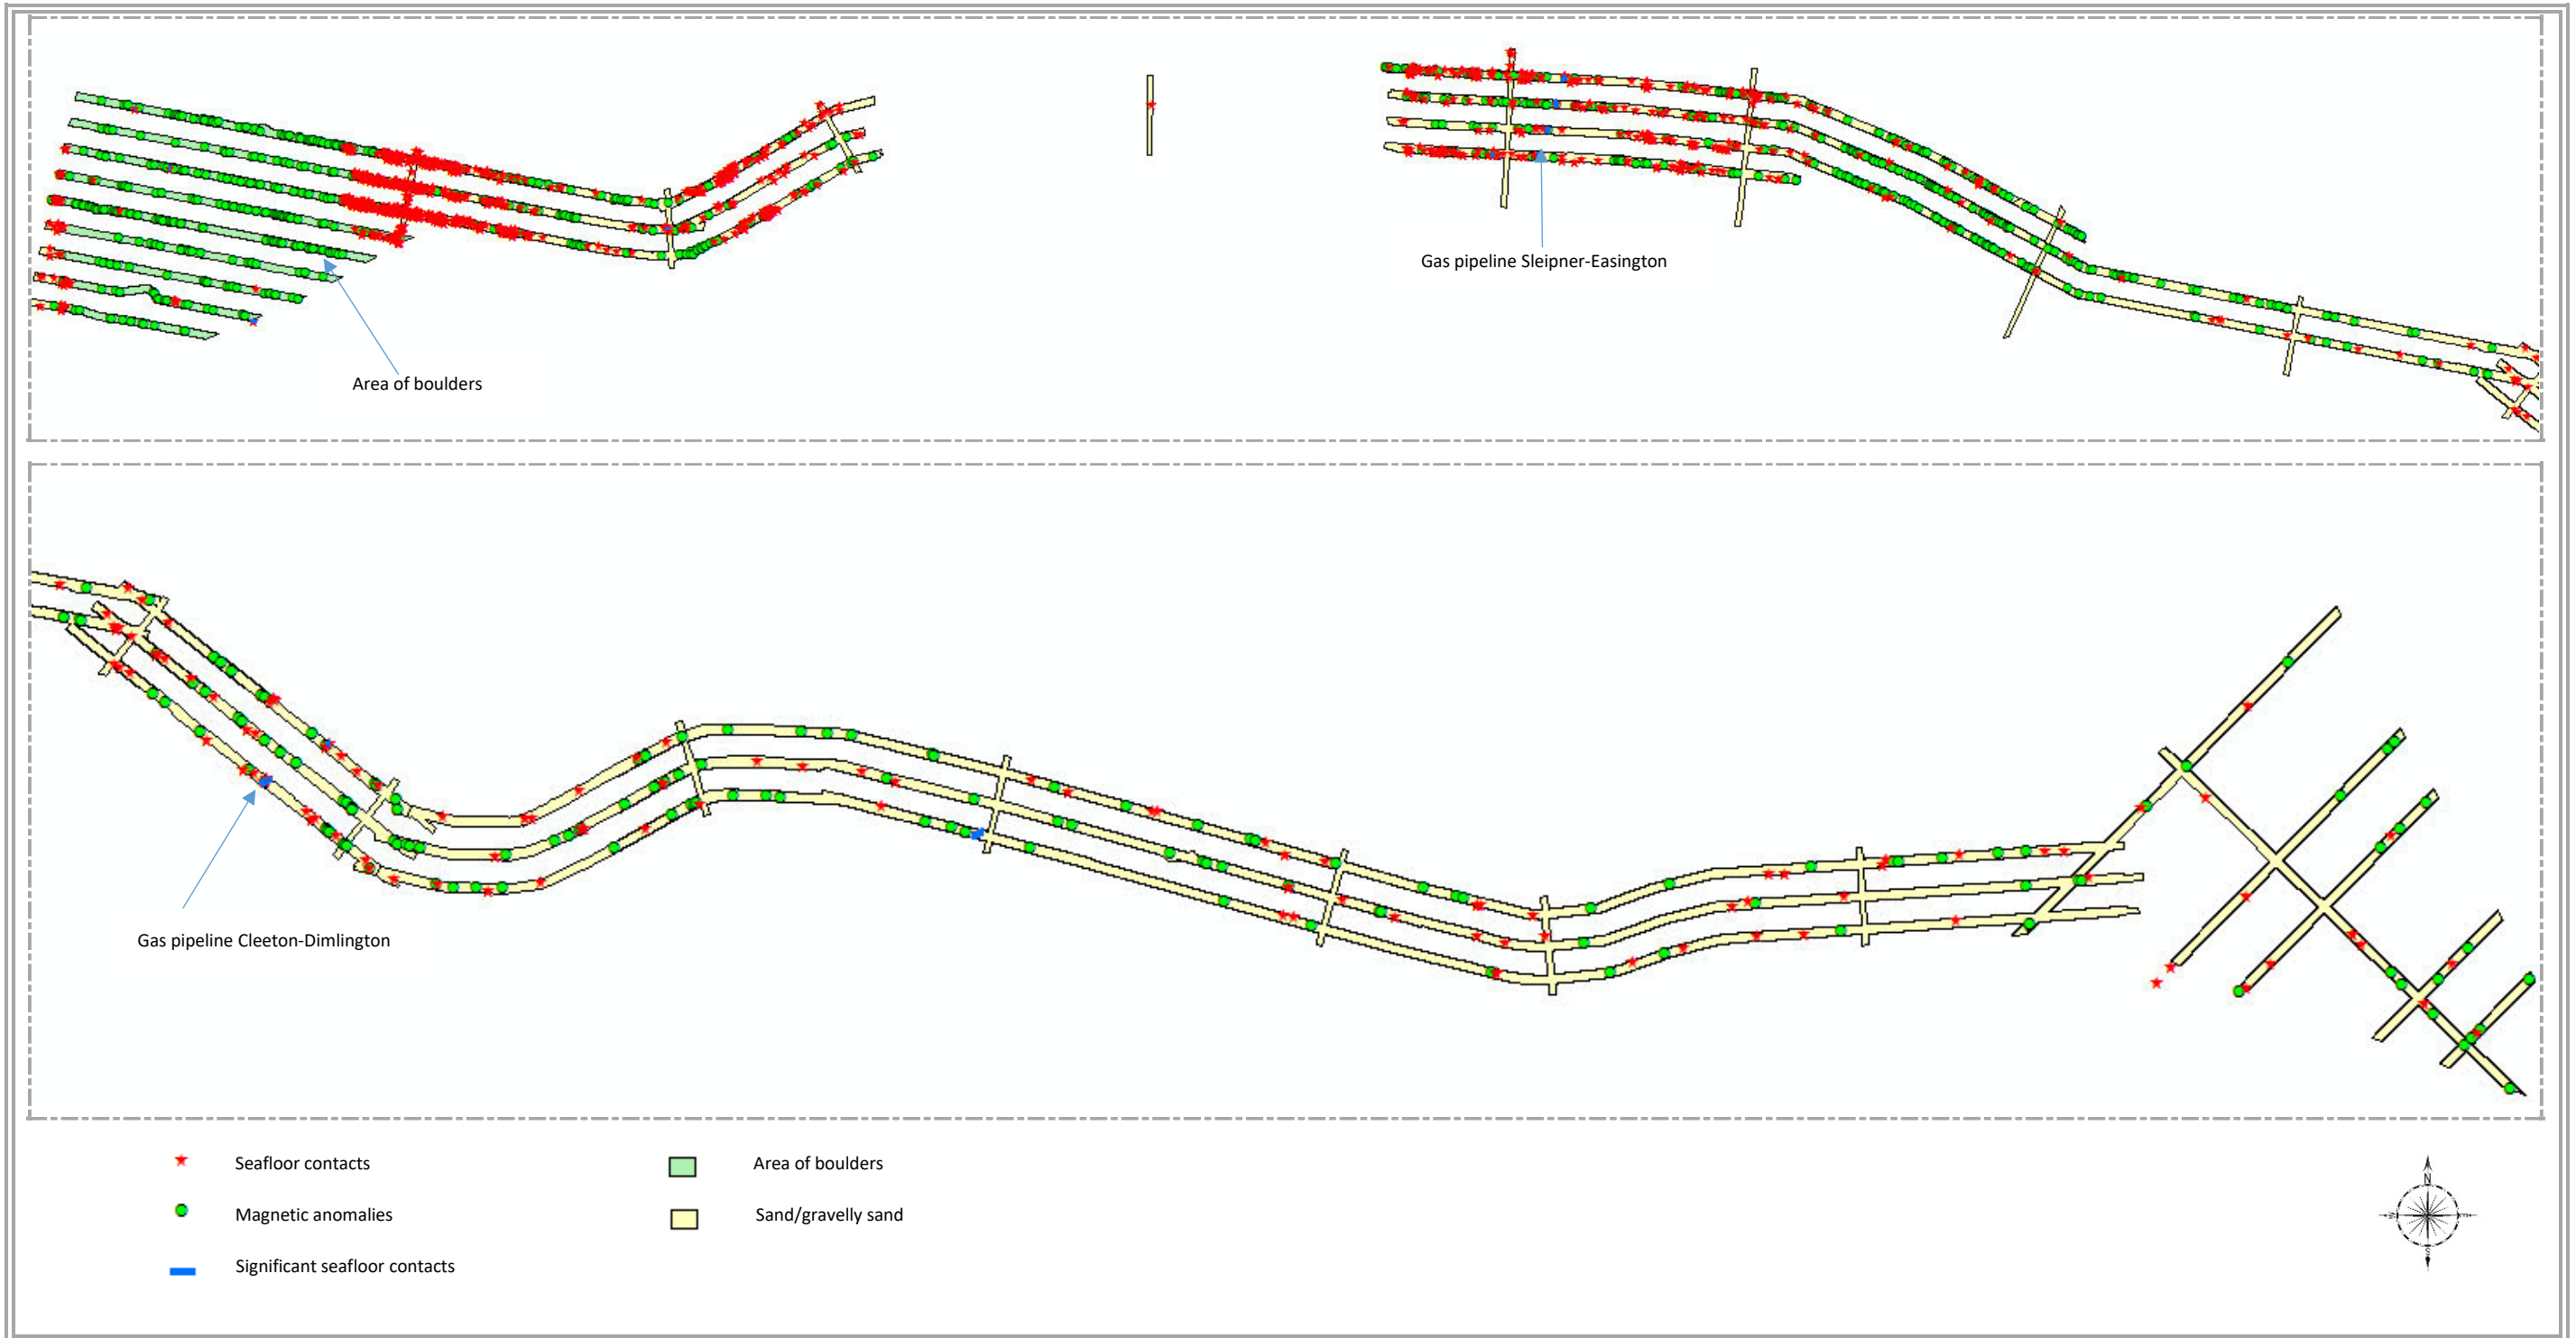 Gas pipeline Sleipner-Easington
Area of boulders
Gas pipeline Cleeton-Dimlington
Seafloor contacts
Area of boulders
Magnetic anomalies
Sand/gravelly sand
Significant seafloor contacts
N
S